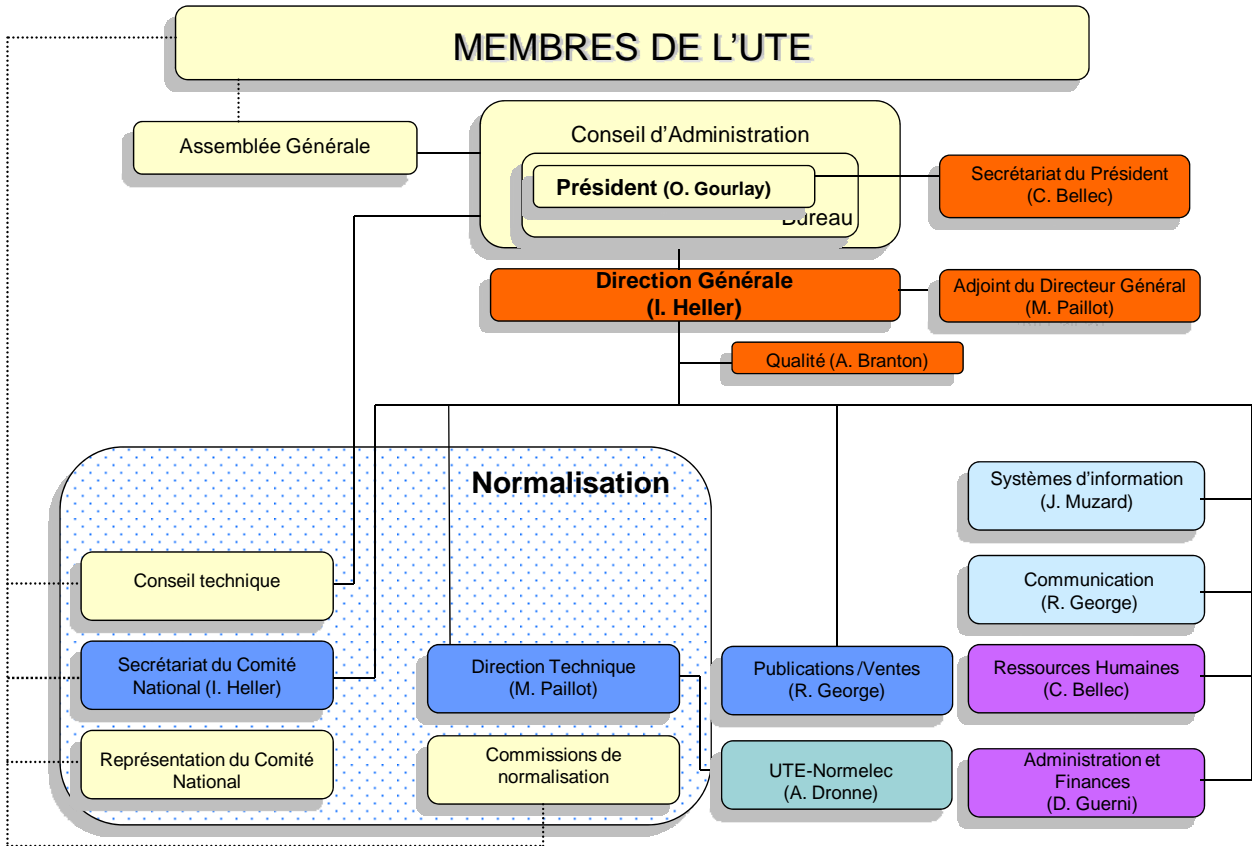 MEMBRES DE L'UTE
Assemblée Générale
Conseil d'Administration
Président (O. Gourlay)
Bureau
Secrétariat du Président
(C. Bellec)
Direction Générale
(I. Heller)
Adjoint du Directeur Général
(M. Paillot)
Qualité (A. Branton)
Normalisation
Systèmes d'information
(J. Muzard)
Conseil technique
Communication
(R. George)
Secrétariat du Comité
National (I. Heller)
Direction Technique
(M. Paillot)
Publications /Ventes
(R. George)
Ressources Humaines
(C. Bellec)
Représentation du Comité
National
Commissions de
normalisation
UTE-Normelec
(A. Dronne)
Administration et
Finances
(D. Guerni)